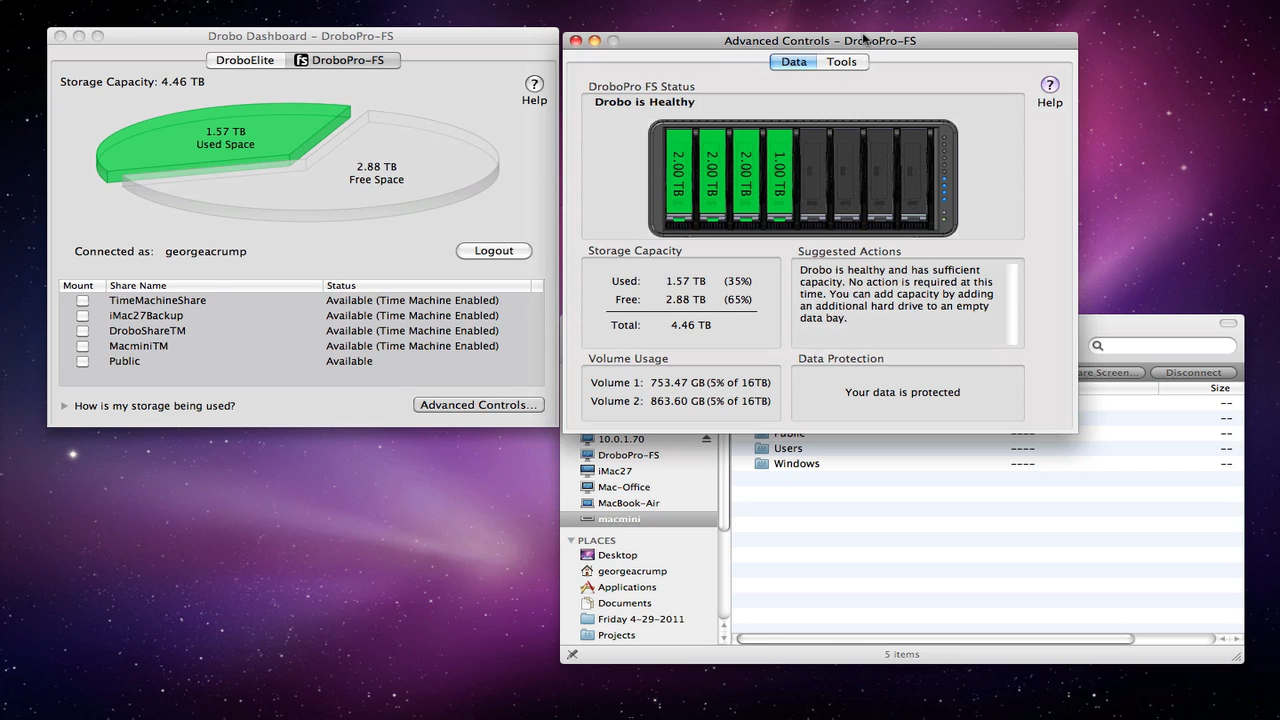 Drobo Dashboard – DroboPro-FS
DroboElite
fs DroboPro-FS
Storage Capacity: 4.46 TB
?
Help
1.57 TB
Used Space
2.88 TB
Free Space
Connected as: georgeacrump
Logout
Mount Share Name Status
TimeMachineShare Available (Time Machine Enabled)
iMac27Backup Available (Time Machine Enabled)
DroboShareTM Available (Time Machine Enabled)
MacminiTM Available (Time Machine Enabled)
Public Available
How is my storage being used?
Advanced Controls...
Advanced Controls – DroboPro-FS
Data Tools
DroboPro FS Status
?
Help
Drobo is Healthy
2.00 TB
2.00 TB
2.00 TB
1.00 TB
Storage Capacity
Used: 1.57 TB (35%)
Free: 2.88 TB (65%)
Total: 4.46 TB
Suggested Actions
Drobo is healthy and has sufficient
capacity. No action is required at this
time. You can add capacity by adding
an additional hard drive to an empty
data bay.
Volume Usage
Volume 1: 753.47 GB(5% of 16TB)
Volume 2: 863.60 GB(5% of 16TB)
Data Protection
Your data is protected
are Screen... Disconnect
Size
--
--
Public ---- --
Users ---- --
Windows ---- --
10.0.1.70
DroboPro-FS
iMac27
Mac-Office
MacBook-Air
macmini
PLACES
Desktop
georgeacrump
Applications
Documents
Friday 4-29-2011
Projects
5 items